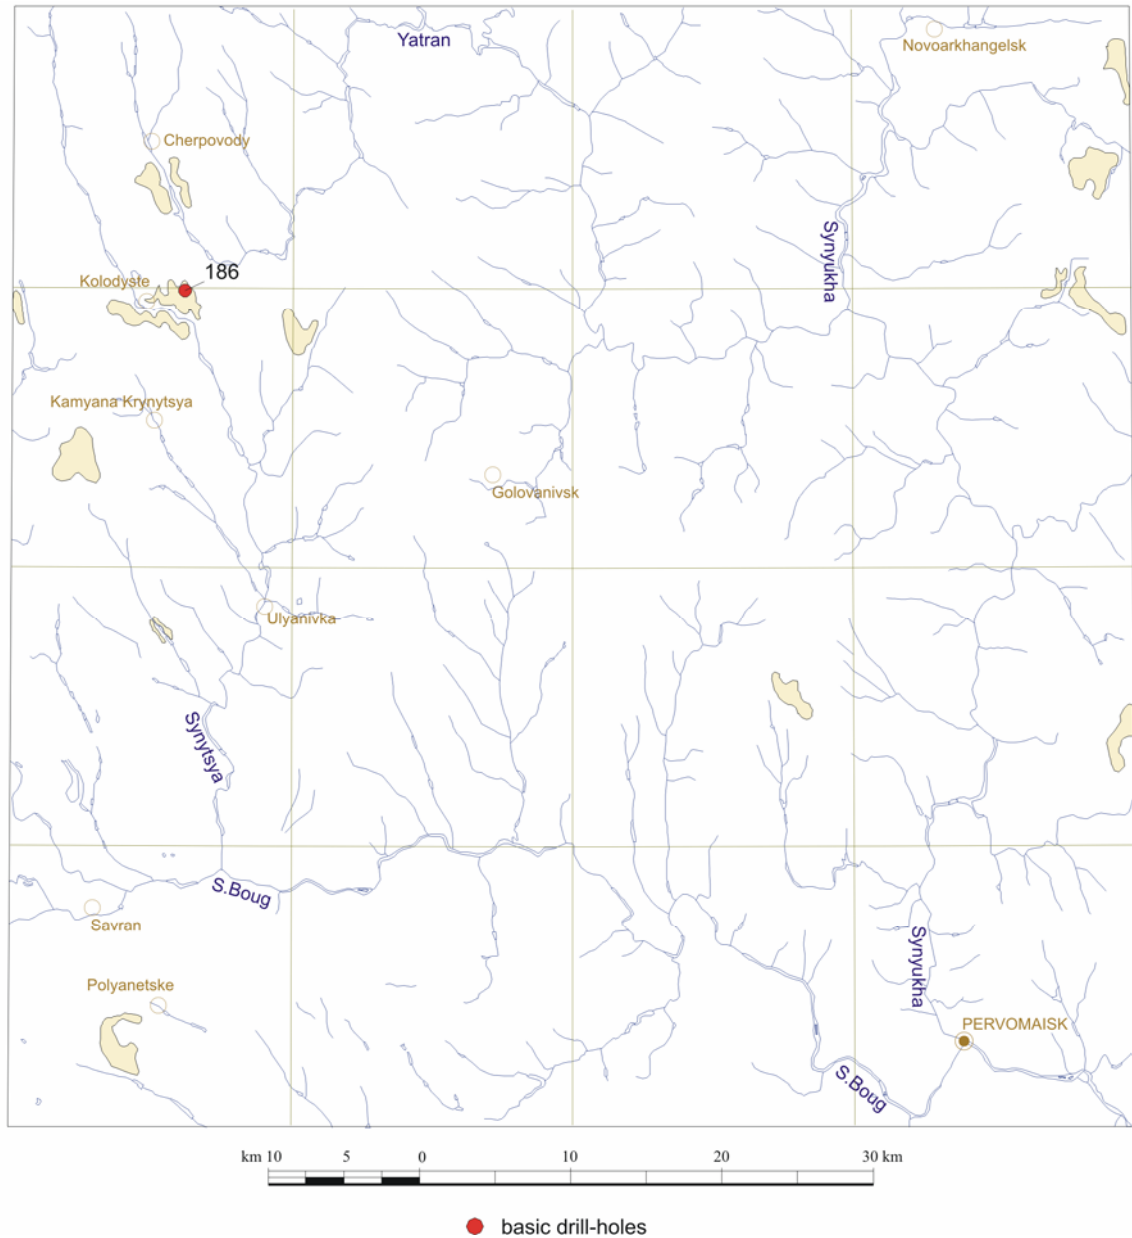 Yatran
Novoarkhangelsk
Cherpovody
Synyukha
186
Kolodyste
Kamyana Krynytsya
Golovanivsk
Ulyanivka
Synytsya
S.Boug
Savran
Synyukha
Polyanetske
PERVOMAISK
S.Boug
km 10 5 0 10 20 30 km
basic drill-holes